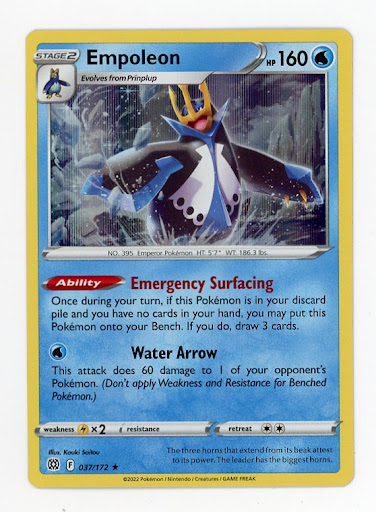 STAGE2 Empoleon HP 160
Evolves from Prinplup
NO. 395 Emperor Pokémon HT: 5'7" WT: 186.3 lbs.
Ability Emergency Surfacing
Once during your turn, if this Pokémon is in your discard
pile and you have no cards in your hand, you may put this
Pokémon onto your Bench. If you do, draw 3 cards.
Water Arrow
This attack does 60 damage to 1 of your opponent's
Pokémon. (Don't apply Weakness and Resistance for Benched
Pokémon.)
weakness ×2 resistance retreat
Illus. Kouki Saitou
F 037/172 ★
The three horns that extend from its beak attest
to its power. The leader has the biggest horns.
©2022 Pokémon / Nintendo / Creatures / GAME FREAK